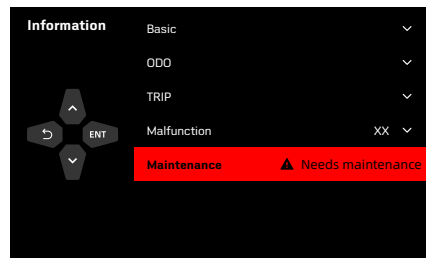 Information
Basic
ODO
TRIP
ENT
Malfunction XX
Maintenance Needs maintenance